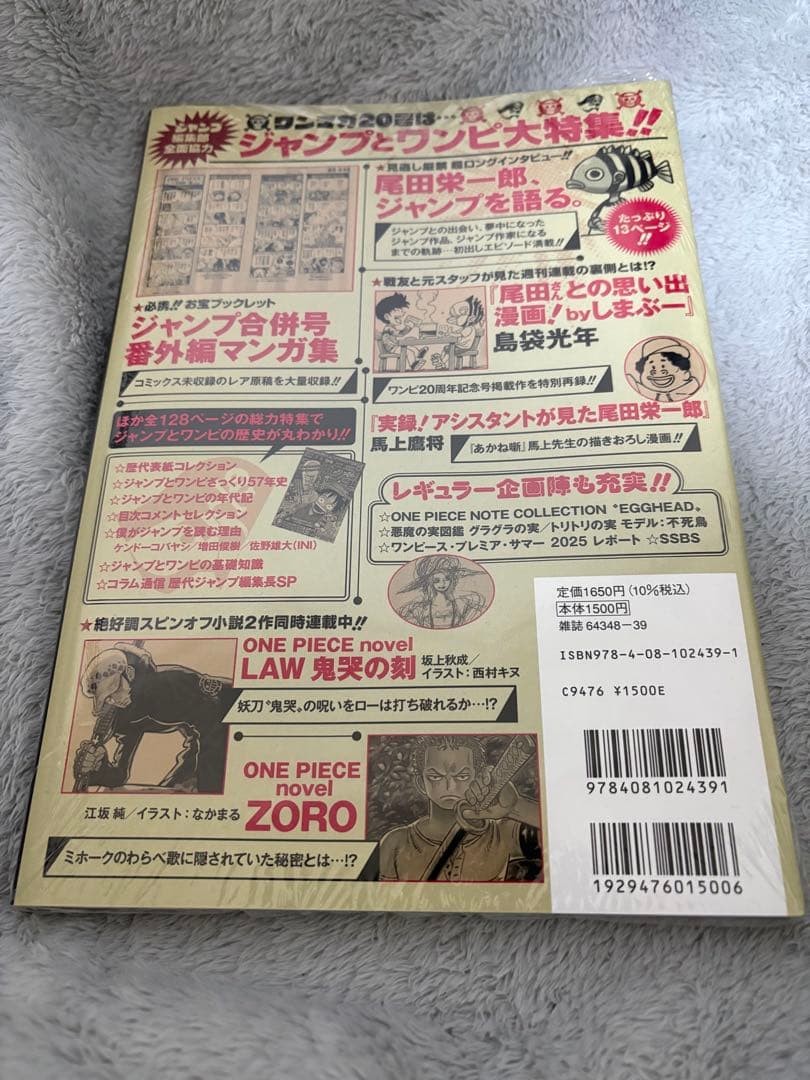 ジャンプ
編集部
全面協力
ワンマガ20号は…
ジャンプとワンピ大特集!!
★見逃し厳禁 超ロングインタビュー!!
尾田栄一郎、
ジャンプを語る。
ジャンプとの出会い、夢中になった
ジャンプ作品、ジャンプ作家になる
までの軌跡…初出しエピソード満載!!
たっぷり
13ページ
!!
★必携!! お宝ブックレット
ジャンプ合併号
番外編マンガ集
コミックス未収録のレア原稿を大量収録!!
★戦友と元スタッフが見た週刊連載の裏側とは!?
『尾田さんとの思い出
漫画!byしまぶー』
島袋光年
ワンピ20周年記念号掲載作を特別再録!!
『実録!アシスタントが見た尾田栄一郎』
馬上鷹将
『あかね噺』馬上先生の描きおろし漫画!!
ほか全128ページの総力特集で
ジャンプとワンピの歴史が丸わかり!!
☆歴代表紙コレクション
☆ジャンプとワンピざっくり57年史
☆ジャンプとワンピの年代記
☆目次コメントセレクション
☆僕がジャンプを読む理由
ケンドーコバヤシ/増田俊樹/佐野雄大(INI)
☆ジャンプとワンピの基礎知識
☆コラム通信 歴代ジャンプ編集長SP
レギュラー企画陣も充実!!
☆ONE PIECE NOTE COLLECTION "EGGHEAD"
☆悪魔の実図鑑 グラグラの実/トリトリの実 モデル:不死鳥
☆ワンピース・プレミア・サマー 2025 レポート ☆SSBS
★絶好調スピンオフ小説2作同時連載中!!
ONE PIECE novel
LAW 鬼哭の刻
坂上秋成/
イラスト:西村キヌ
妖刀"鬼哭"の呪いをローは打ち破れるか…!?
ONE PIECE
novel
ZORO
江坂 純/イラスト:なかまる
ミホークのわらべ歌に隠されていた秘密とは…!?
定価1650円(10%税込)
本体1500円
雑誌 64348-39
ISBN978-4-08-102439-1
C9476 ¥1500E
9784081024391
1929476015006